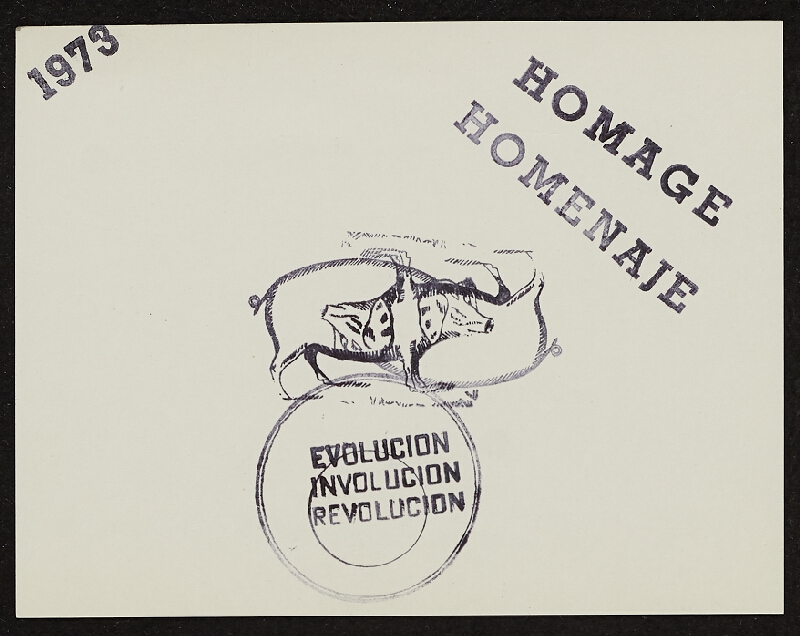 1973
HOMAGE
HOMENAJE
EVOLUCION
INVOLUCION
REVOLUCION